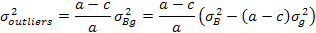 σ²_outliers = (a − c)/a σ²_Bg = (a − c)/a (σ²_B − (a − c)σ²_g)